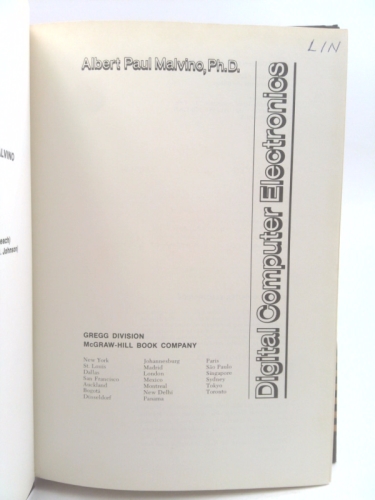 LIN
Albert Paul Malvino, Ph.D.
Digital Computer Electronics
GREGG DIVISION
McGRAW-HILL BOOK COMPANY
New York Johannesburg Paris
St. Louis Madrid São Paulo
Dallas London Singapore
San Francisco Mexico Sydney
Auckland Montreal Tokyo
Bogotá New Delhi Toronto
Düsseldorf Panama